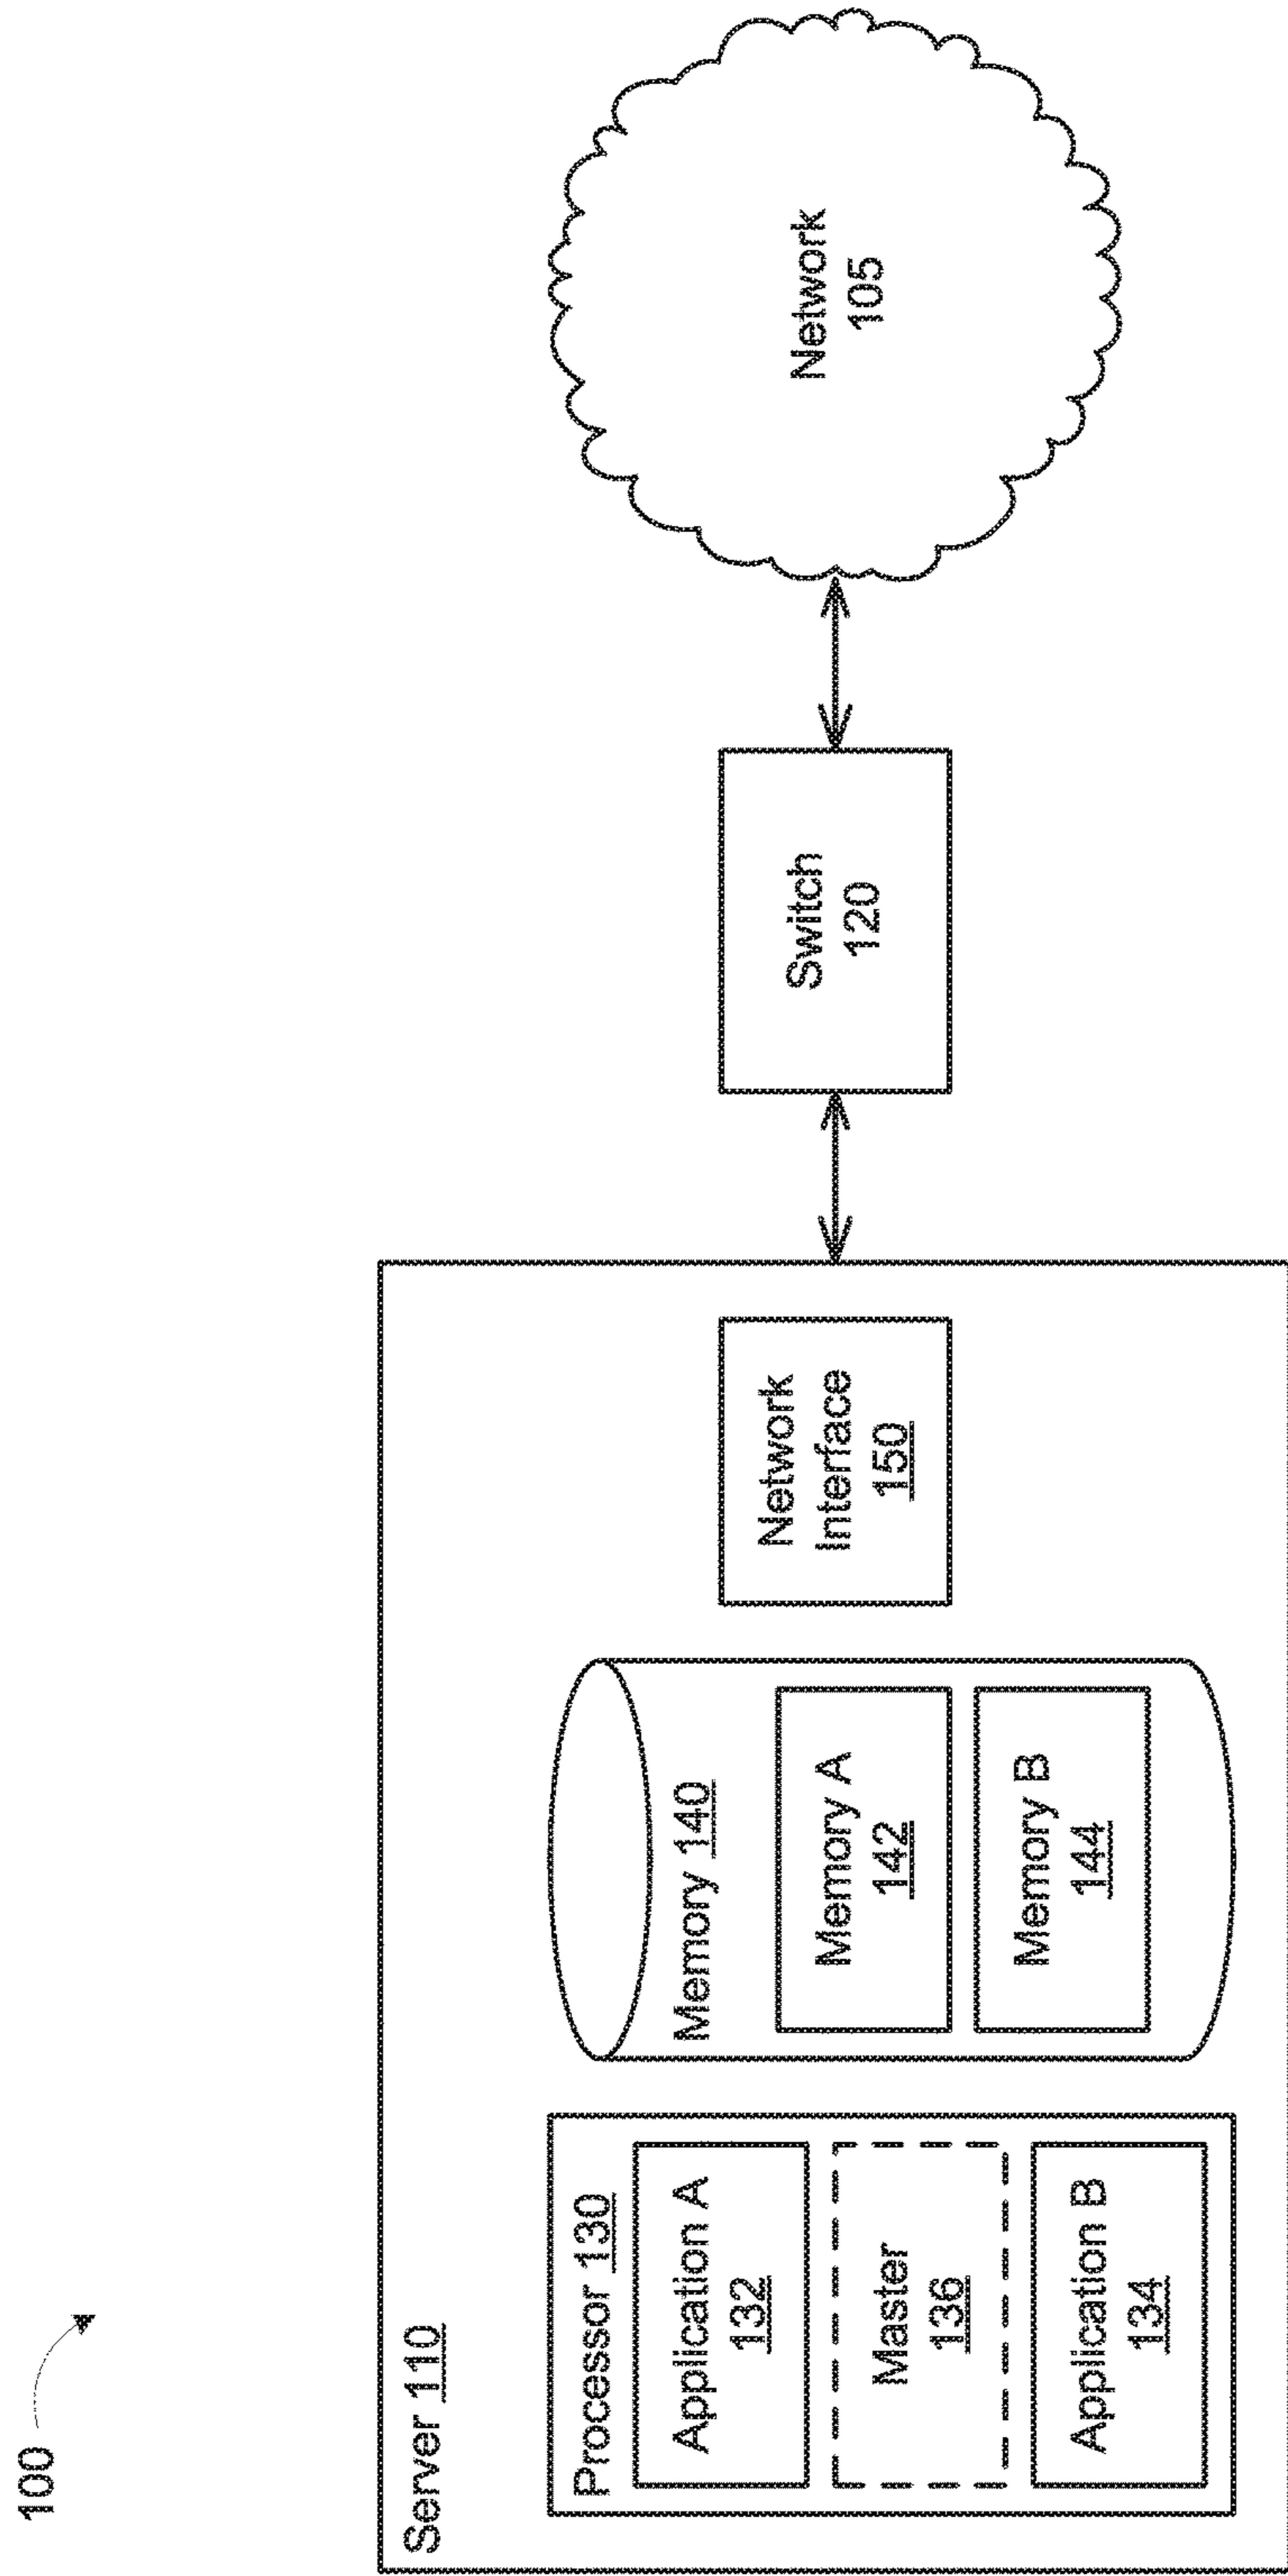 100
Server 110
Processor 130
Application A
132
Master
136
Application B
134
Memory 140
Memory A
142
Memory B
144
Network
Interface
150
Switch
120
Network
105